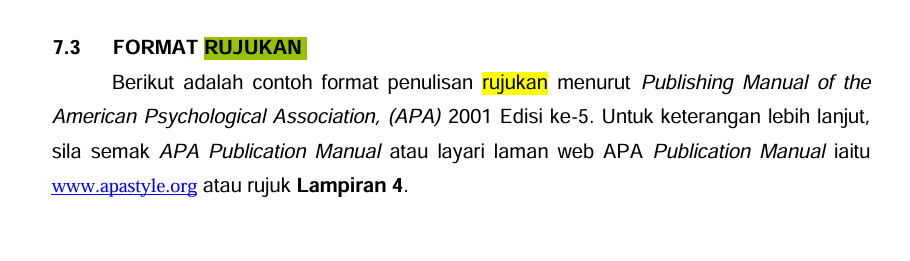 7.3 FORMAT RUJUKAN
Berikut adalah contoh format penulisan rujukan menurut Publishing Manual of the
American Psychological Association, (APA) 2001 Edisi ke-5. Untuk keterangan lebih lanjut,
sila semak APA Publication Manual atau layari laman web APA Publication Manual iaitu
www.apastyle.org atau rujuk Lampiran 4.